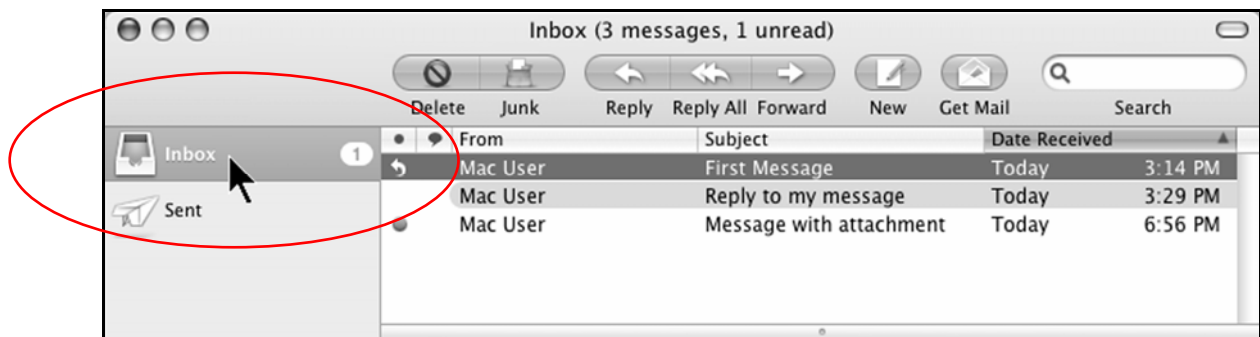 Inbox (3 messages, 1 unread)
Delete Junk Reply Reply All Forward New Get Mail Search
Inbox 1
Sent
From Subject Date Received
Mac User First Message Today 3:14 PM
Mac User Reply to my message Today 3:29 PM
Mac User Message with attachment Today 6:56 PM